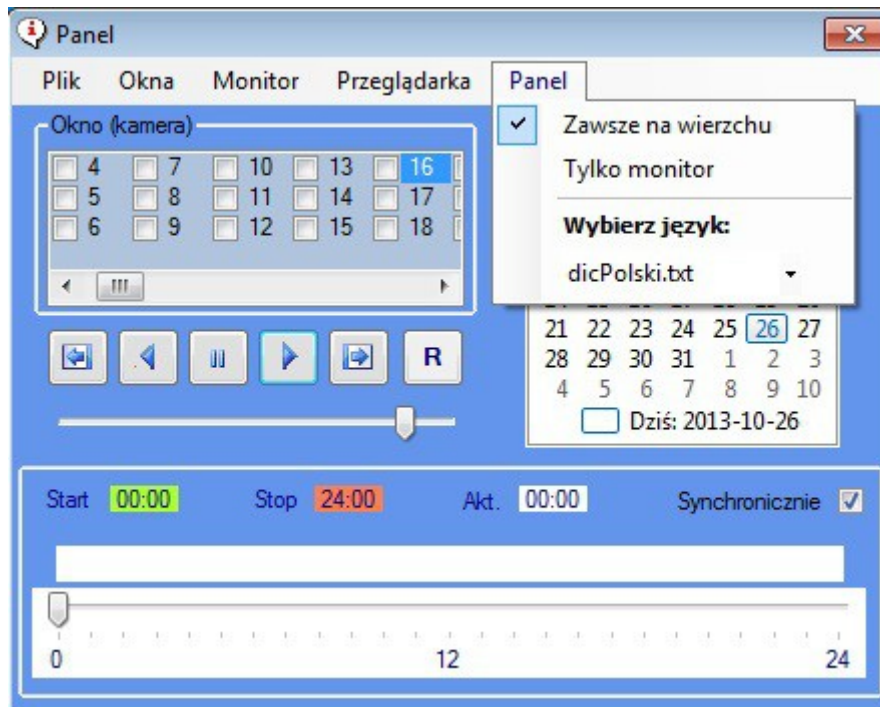 Panel
Plik Okna Monitor Przeglądarka Panel
Zawsze na wierzchu
Tylko monitor
Wybierz język:
dicPolski.txt
Okno (kamera)
4 7 10 13 16
5 8 11 14 17
6 9 12 15 18
R
21 22 23 24 25 26 27
28 29 30 31 1 2 3
4 5 6 7 8 9 10
Dziś: 2013-10-26
Start 00:00 Stop 24:00 Akt. 00:00 Synchronicznie
0 12 24